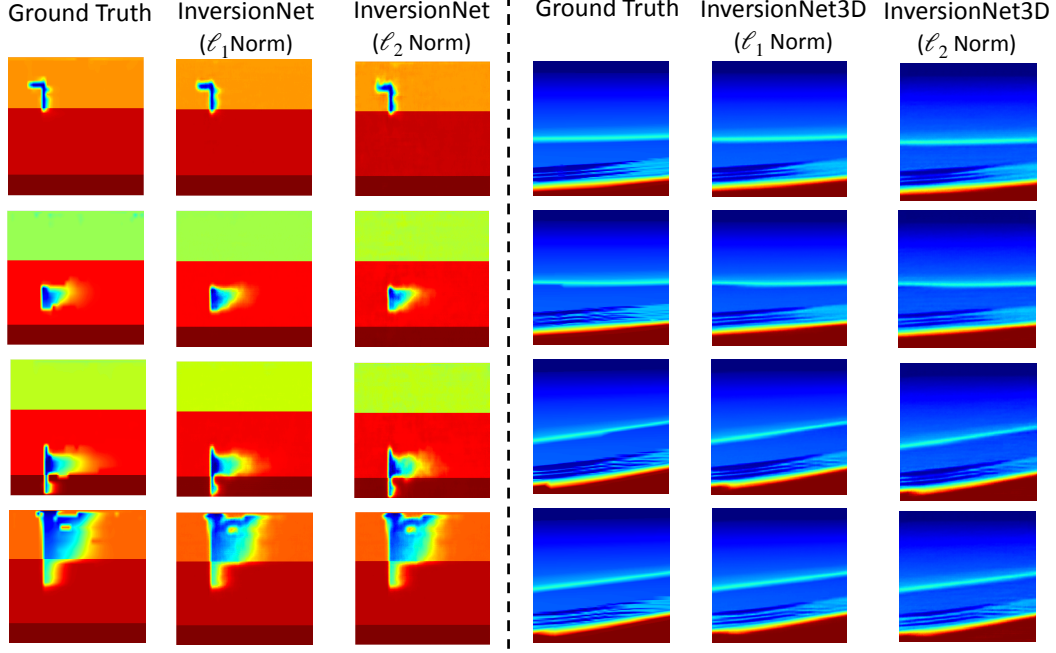 Ground Truth
InversionNet
(ℓ₁Norm)
InversionNet
(ℓ₂ Norm)
Ground Truth
InversionNet3D
(ℓ₁ Norm)
InversionNet3D
(ℓ₂ Norm)